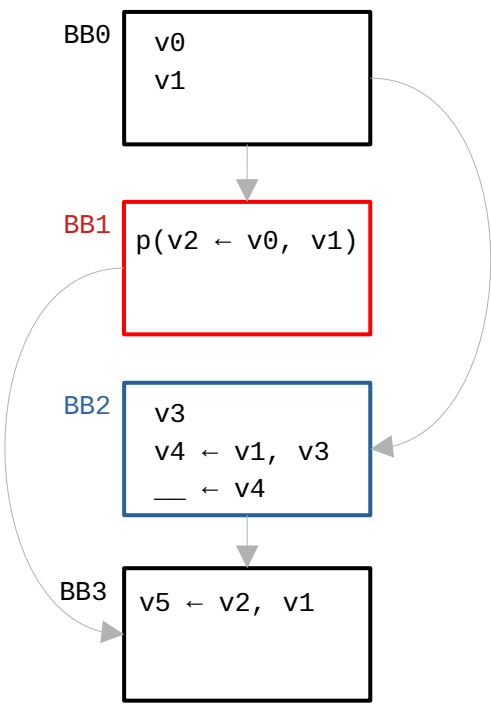 BB0
v0
v1
BB1
p(v2 ← v0, v1)
BB2
v3
v4 ← v1, v3
__ ← v4
BB3
v5 ← v2, v1